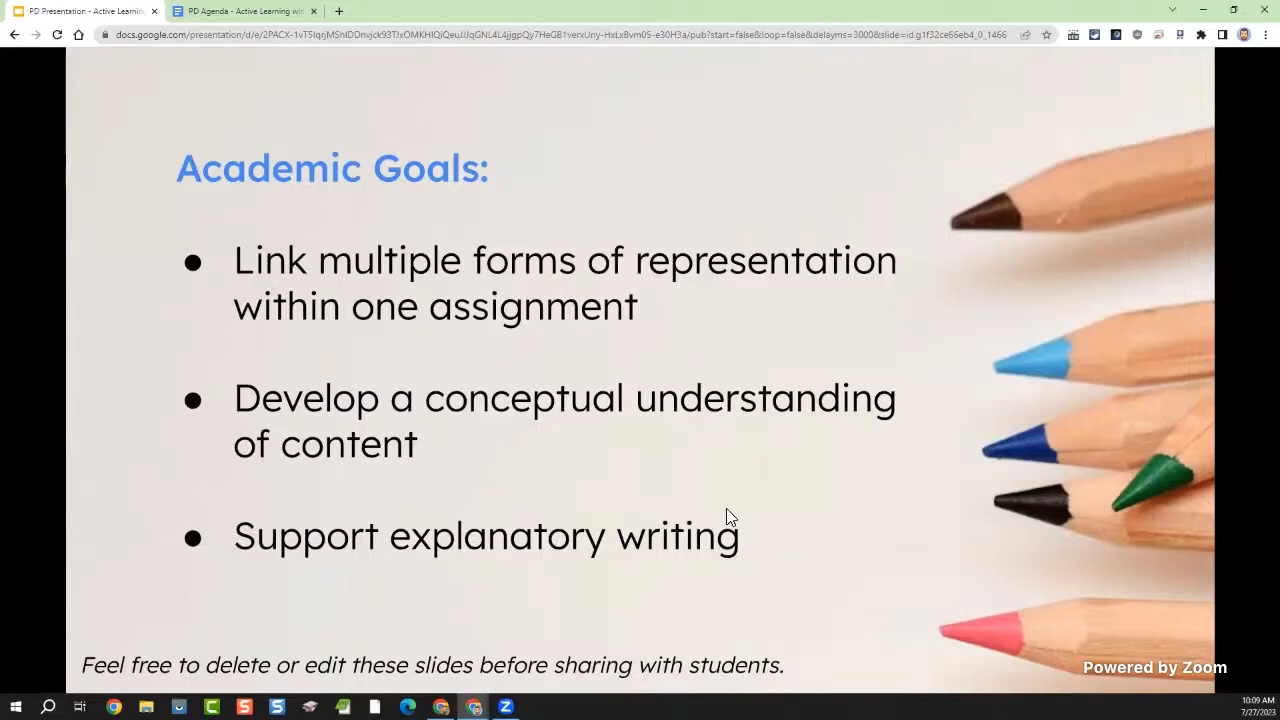 PD Presentation - Active Learning
PD Agenda - Active Learning wit
Academic Goals:
● Link multiple forms of representation
within one assignment
● Develop a conceptual understanding
of content
● Support explanatory writing
Feel free to delete or edit these slides before sharing with students.
Powered by Zoom
10:09 AM
7/27/2023